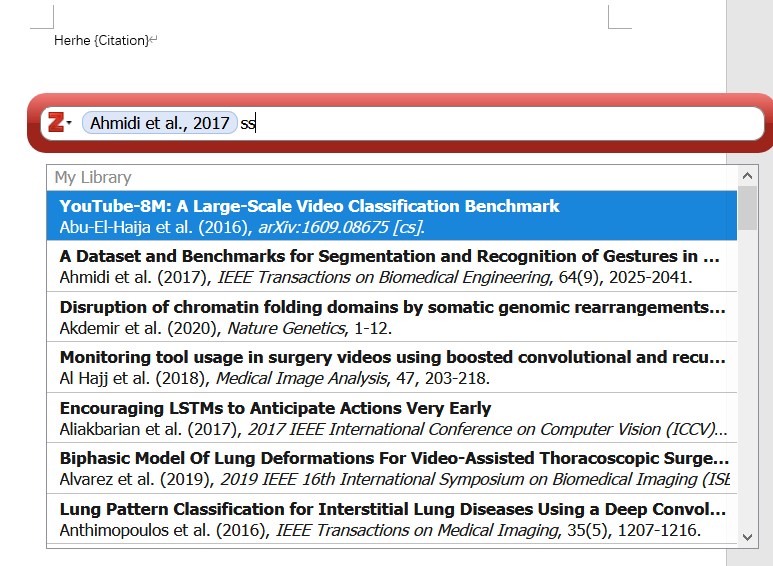 Herhe {Citation}↵
Z Ahmidi et al., 2017 ss
My Library
YouTube-8M: A Large-Scale Video Classification Benchmark
Abu-El-Haija et al. (2016), arXiv:1609.08675 [cs].
A Dataset and Benchmarks for Segmentation and Recognition of Gestures in ...
Ahmidi et al. (2017), IEEE Transactions on Biomedical Engineering, 64(9), 2025-2041.
Disruption of chromatin folding domains by somatic genomic rearrangements...
Akdemir et al. (2020), Nature Genetics, 1-12.
Monitoring tool usage in surgery videos using boosted convolutional and recu...
Al Hajj et al. (2018), Medical Image Analysis, 47, 203-218.
Encouraging LSTMs to Anticipate Actions Very Early
Aliakbarian et al. (2017), 2017 IEEE International Conference on Computer Vision (ICCV)...
Biphasic Model Of Lung Deformations For Video-Assisted Thoracoscopic Surge...
Alvarez et al. (2019), 2019 IEEE 16th International Symposium on Biomedical Imaging (ISB
Lung Pattern Classification for Interstitial Lung Diseases Using a Deep Convol...
Anthimopoulos et al. (2016), IEEE Transactions on Medical Imaging, 35(5), 1207-1216.